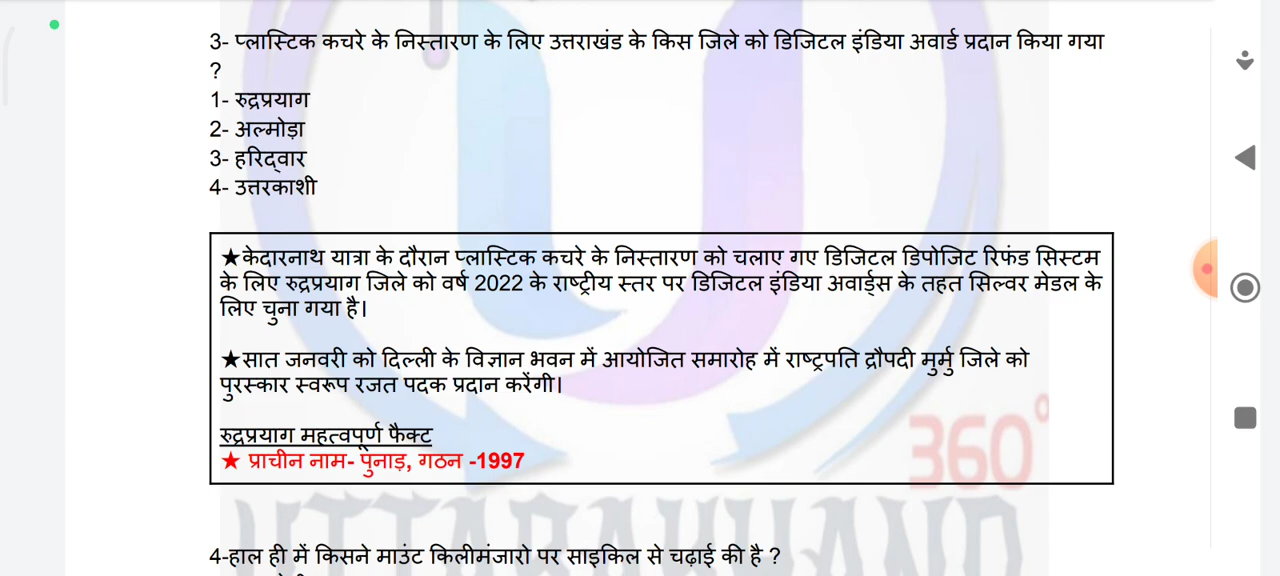 3- प्लास्टिक कचरे के निस्तारण के लिए उत्तराखंड के किस जिले को डिजिटल इंडिया अवार्ड प्रदान किया गया
?
1- रुद्रप्रयाग
2- अल्मोड़ा
3- हरिद्वार
4- उत्तरकाशी
★केदारनाथ यात्रा के दौरान प्लास्टिक कचरे के निस्तारण को चलाए गए डिजिटल डिपोजिट रिफंड सिस्टम
के लिए रुद्रप्रयाग जिले को वर्ष 2022 के राष्ट्रीय स्तर पर डिजिटल इंडिया अवार्ड्स के तहत सिल्वर मेडल के
लिए चुना गया है।
★सात जनवरी को दिल्ली के विज्ञान भवन में आयोजित समारोह में राष्ट्रपति द्रौपदी मुर्मु जिले को
पुरस्कार स्वरूप रजत पदक प्रदान करेंगी।
रुद्रप्रयाग महत्वपूर्ण फैक्ट
★ प्राचीन नाम- पुंनाड़, गठन -1997
360°
UTTARAKHAND
4-हाल ही में किसने माउंट किलीमंजारो पर साइकिल से चढ़ाई की है ?